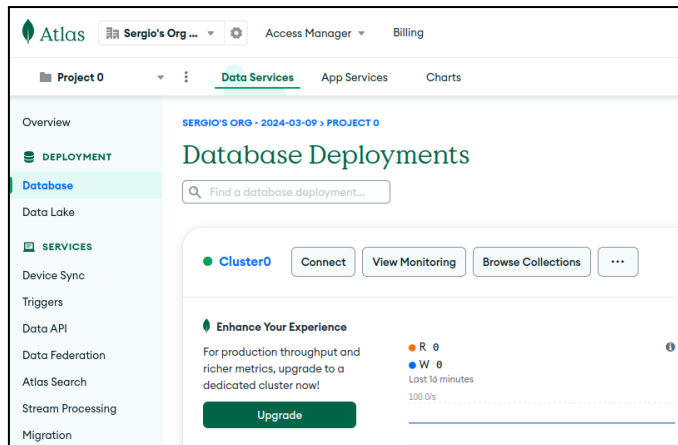 Atlas
Sergio's Org ...
Access Manager
Billing
Project 0
Data Services
App Services
Charts
Overview
DEPLOYMENT
Database
Data Lake
SERVICES
Device Sync
Triggers
Data API
Data Federation
Atlas Search
Stream Processing
Migration
SERGIO'S ORG - 2024-03-09 > PROJECT 0
Database Deployments
Find a database deployment...
Cluster0
Connect
View Monitoring
Browse Collections
...
Enhance Your Experience
For production throughput and
richer metrics, upgrade to a
dedicated cluster now!
Upgrade
R 0
W 0
Last 16 minutes
100.0/s